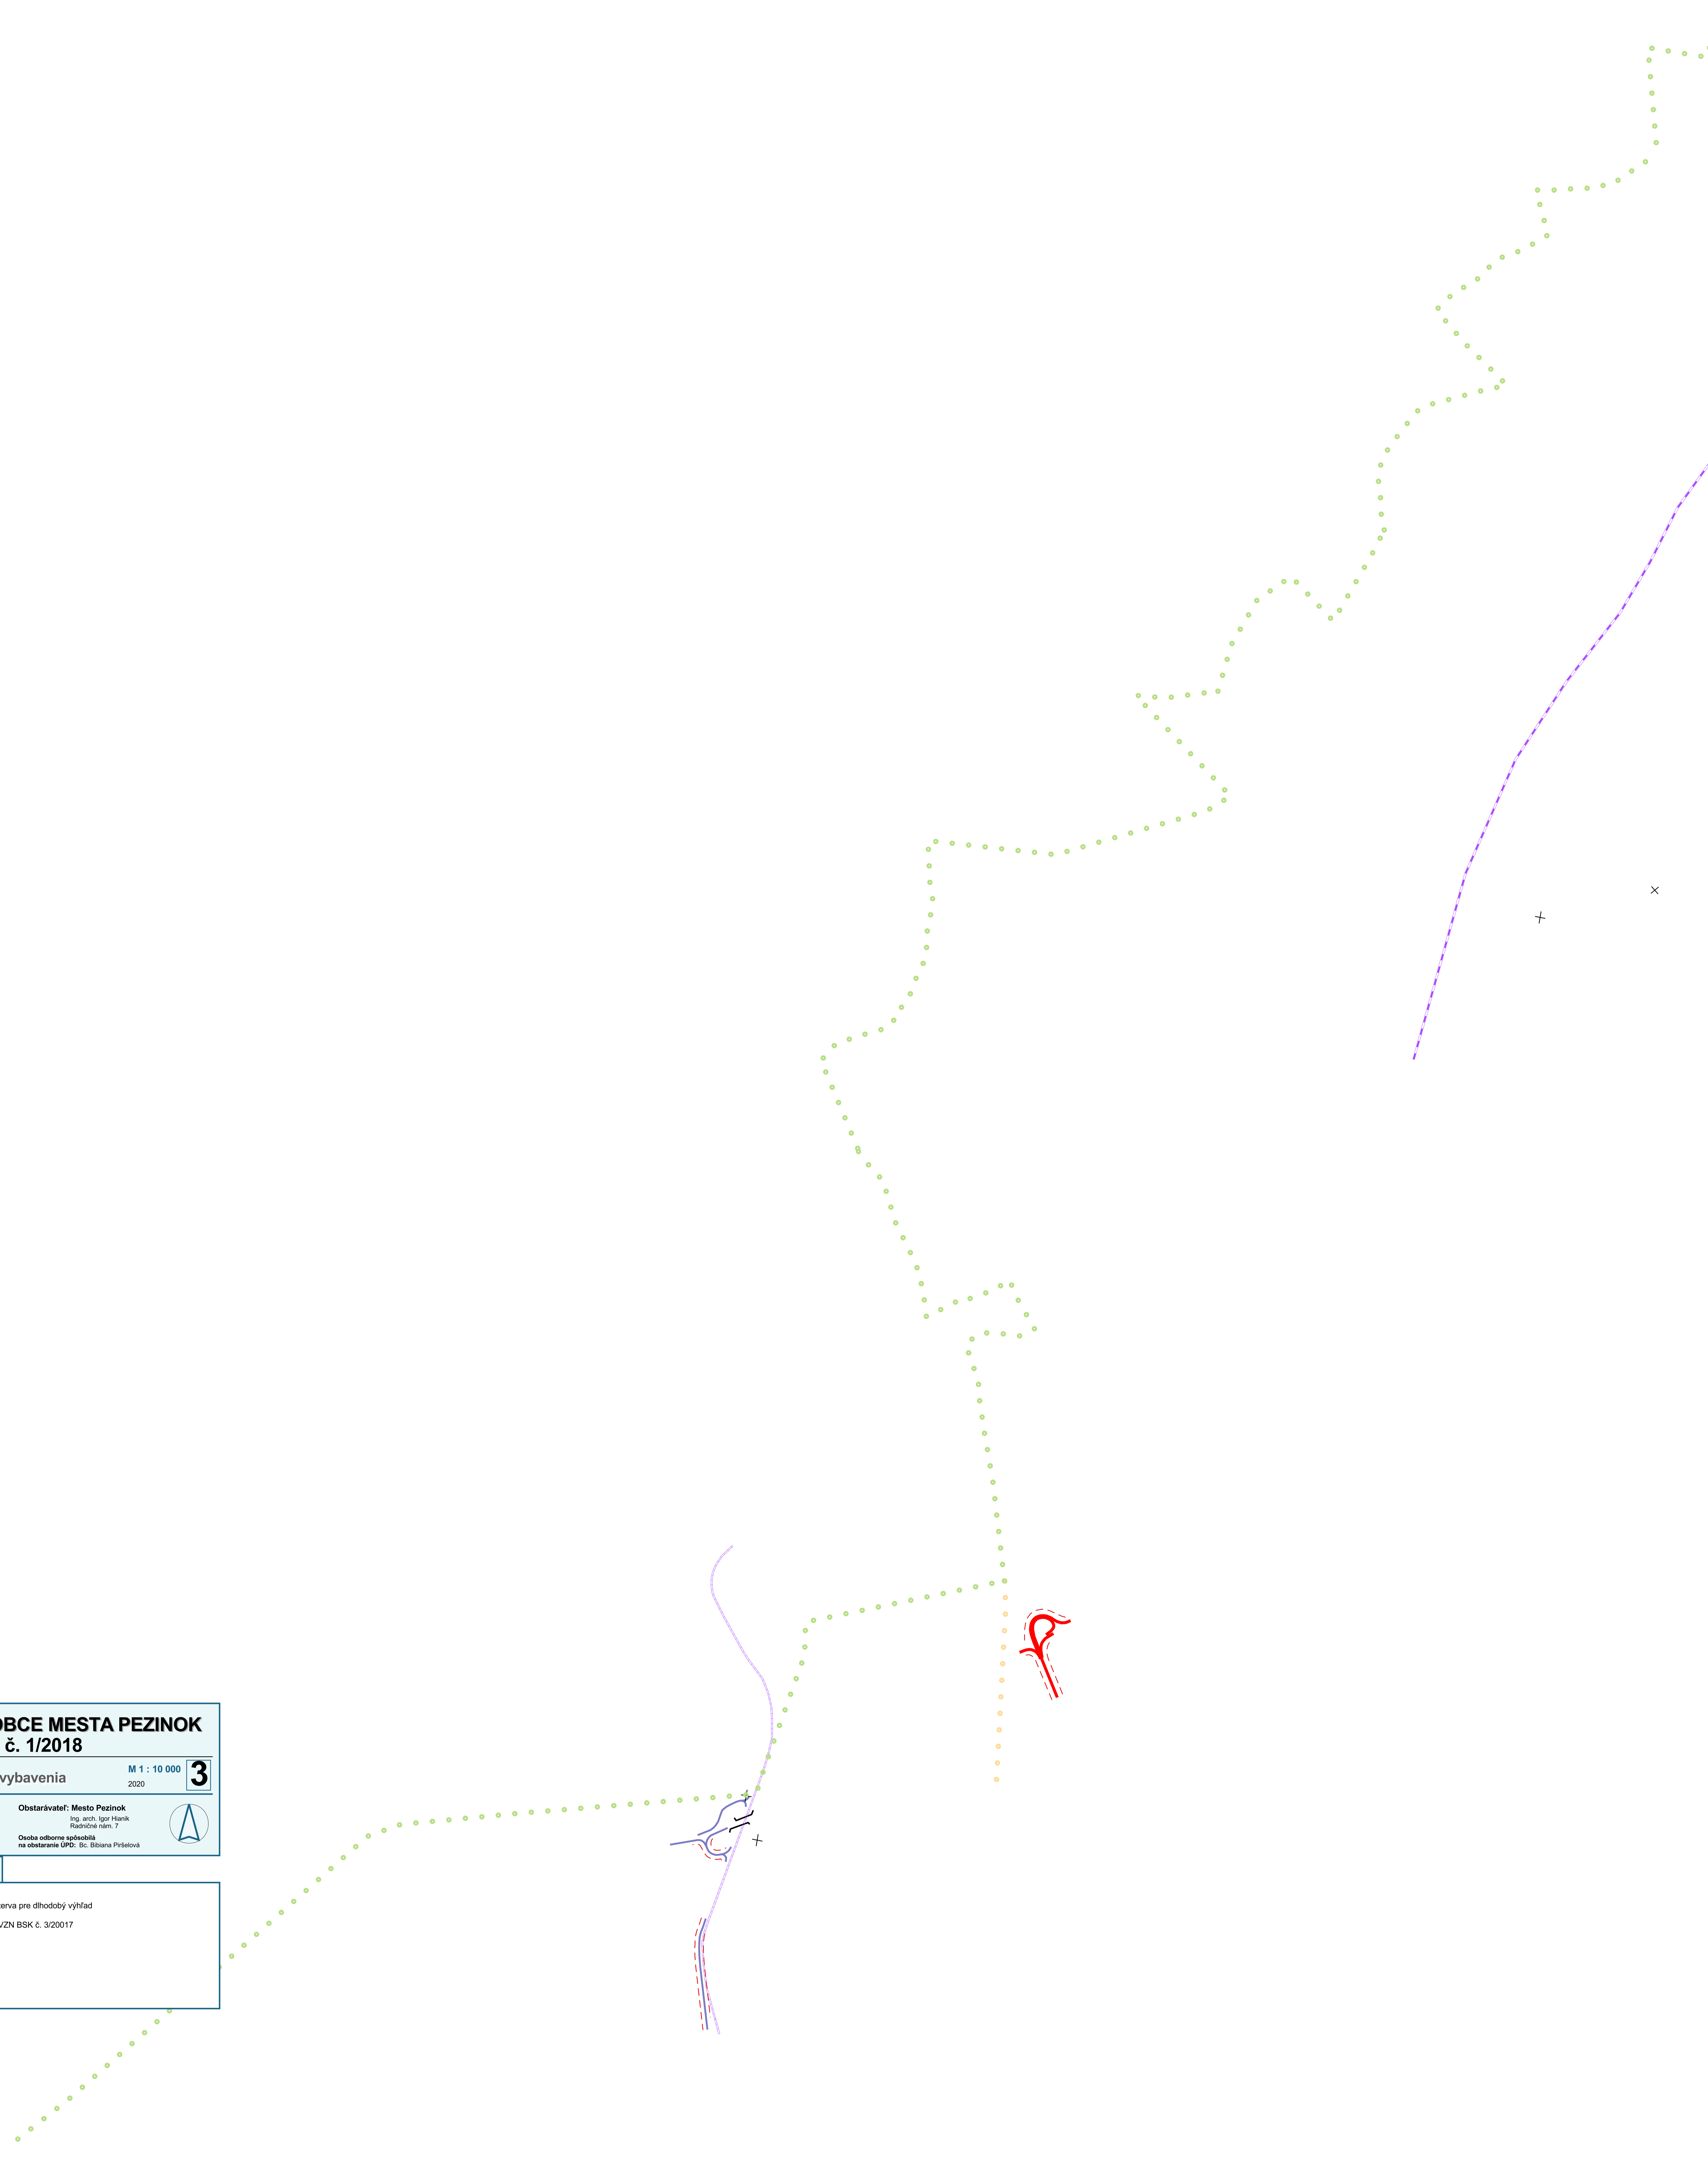 OBCE MESTA PEZINOK
č. 1/2018
vybavenia
M 1 : 10 000
2020
3
Obstarávateľ: Mesto Pezinok
Ing. arch. Igor Hianik
Radničné nám. 7
Osoba odborne spôsobilá
na obstaranie ÚPD: Bc. Bibiana Piršelová
erva pre dlhodobý výhľad
VZN BSK č. 3/20017